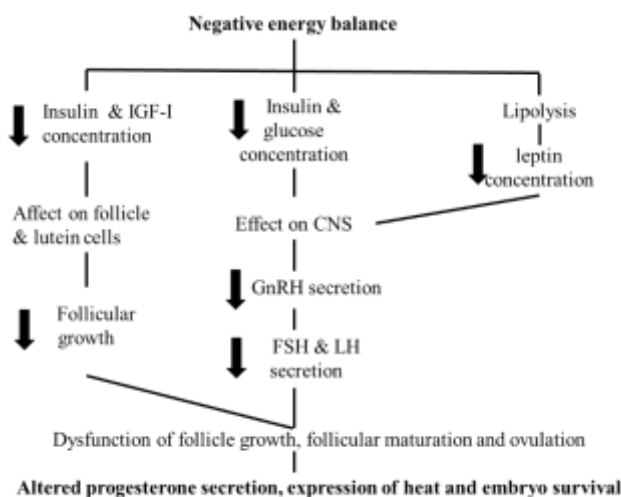 Negative energy balance
Insulin & IGF-I
concentration
Insulin &
glucose
concentration
Lipolysis
leptin
concentration
Affect on follicle
& lutein cells
Effect on CNS
GnRH secretion
Follicular
growth
FSH & LH
secretion
Dysfunction of follicle growth, follicular maturation and ovulation
Altered progesterone secretion, expression of heat and embryo survival